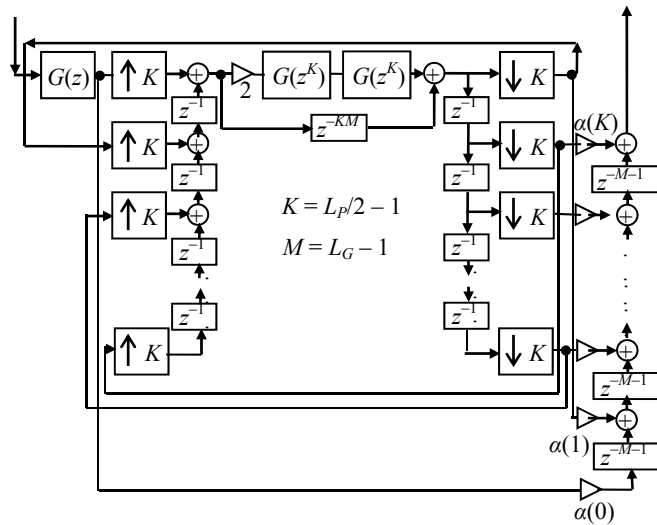 G(z) ↑ K + 2 G(z^K) G(z^K) + ↓ K
z^{-1} z^{-KM} z^{-1} α(K)
↑ K + ↓ K +
z^{-1} z^{-1} z^{-M-1}
↑ K + K = L_P/2 – 1 ↓ K +
z^{-1} M = L_G – 1 z^{-1}
z^{-1} z^{-1}
↑ K ↓ K +
z^{-M-1}
α(1) +
z^{-M-1}
α(0)